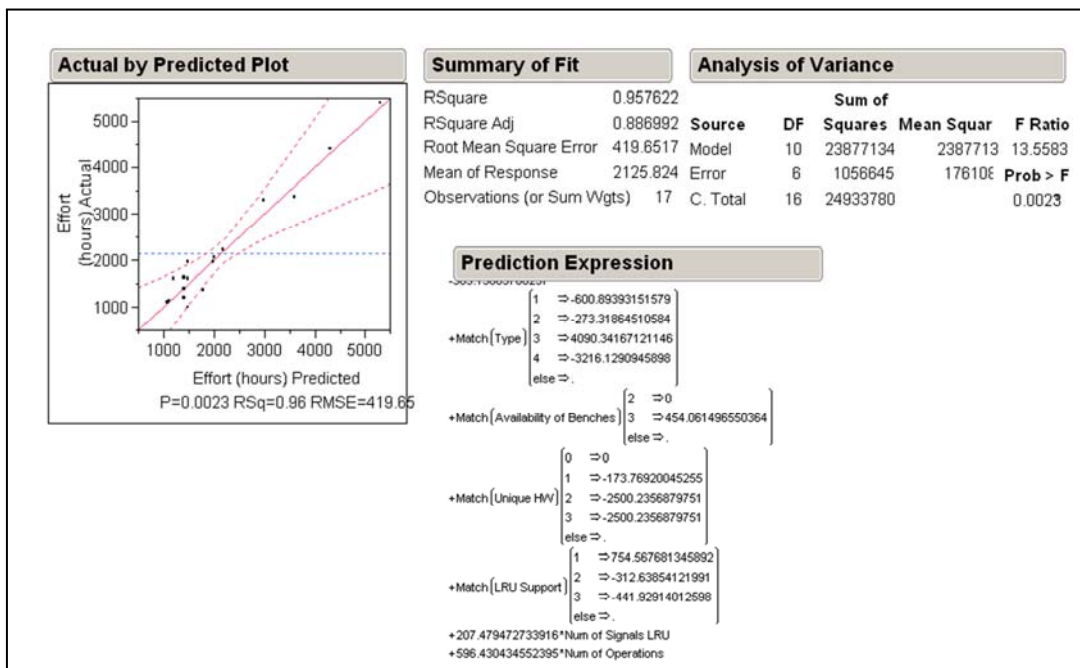 Actual by Predicted Plot
Effort
(hours) Actual
5000
4000
3000
2000
1000
1000 2000 3000 4000 5000
Effort (hours) Predicted
P=0.0023 RSq=0.96 RMSE=419.65
Summary of Fit
RSquare 0.957622
RSquare Adj 0.886992
Root Mean Square Error 419.6517
Mean of Response 2125.824
Observations (or Sum Wgts) 17
Analysis of Variance
Sum of
Source DF Squares Mean Squar F Ratio
Model 10 23877134 2387713 13.5583
Error 6 1056645 176108 Prob > F
C. Total 16 24933780 0.0023
Prediction Expression
+Match(Type)
1 ⇒-600.89393151579
2 ⇒-273.31864510584
3 ⇒4090.34167121146
4 ⇒-3216.1290945898
else ⇒.
+Match(Availability of Benches)
2 ⇒0
3 ⇒454.061496550364
else ⇒.
+Match(Unique HW)
0 ⇒0
1 ⇒-173.76920045255
2 ⇒-2500.2356879751
3 ⇒-2500.2356879751
else ⇒.
+Match(LRU Support)
1 ⇒754.567681345892
2 ⇒-312.63854121991
3 ⇒-441.92914012598
else ⇒.
+207.479472733916*Num of Signals LRU
+596.430434552395*Num of Operations